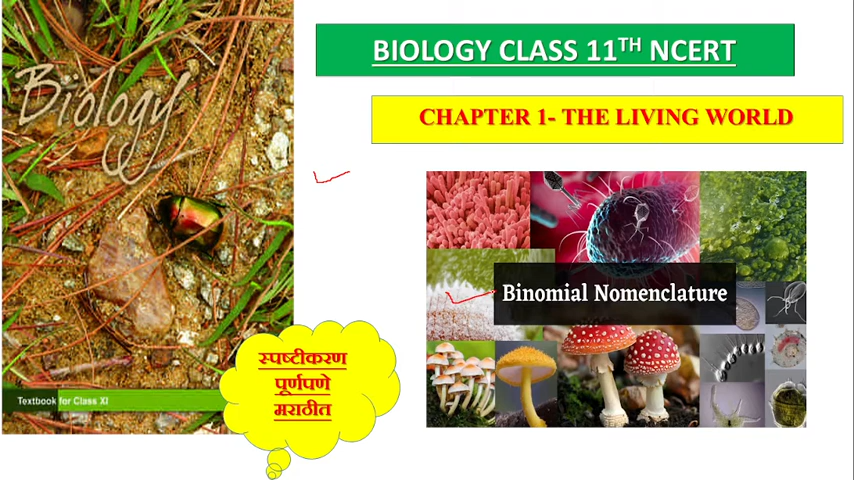 BIOLOGY CLASS 11TH NCERT
CHAPTER 1- THE LIVING WORLD
Biology
Binomial Nomenclature
स्पष्टीकरण
पूर्णपणे
मराठीत
Textbook for Class XI